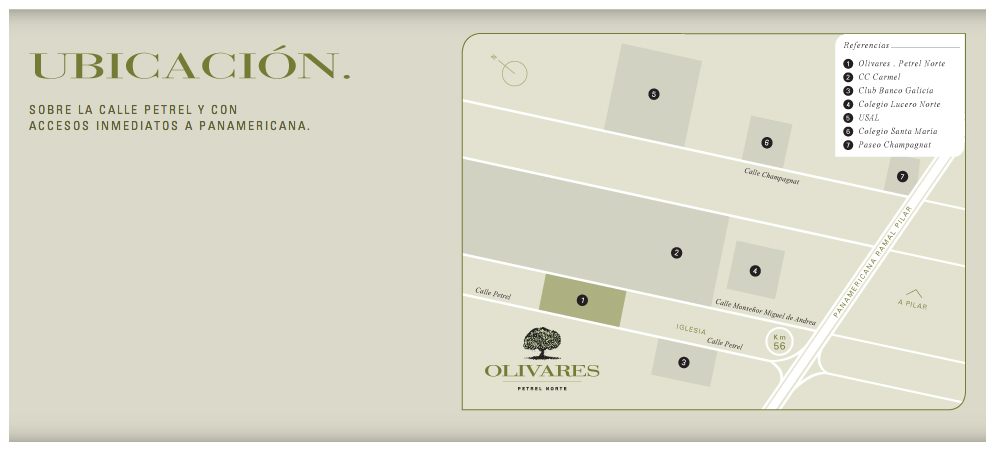 UBICACIÓN.
SOBRE LA CALLE PETREL Y CON
ACCESOS INMEDIATOS A PANAMERICANA.
Referencias
1 Olivares . Petrel Norte
2 CC Carmel
3 Club Banco Galicia
4 Colegio Lucero Norte
5 USAL
6 Colegio Santa María
7 Paseo Champagnat
5
6
Calle Champagnat
7
2
4
PANAMERICANA RAMAL PILAR
A PILAR
Calle Petrel
1
Calle Monseñor Miguel de Andrea
IGLESIA
Calle Petrel
Km
56
3
OLIVARES
PETREL NORTE